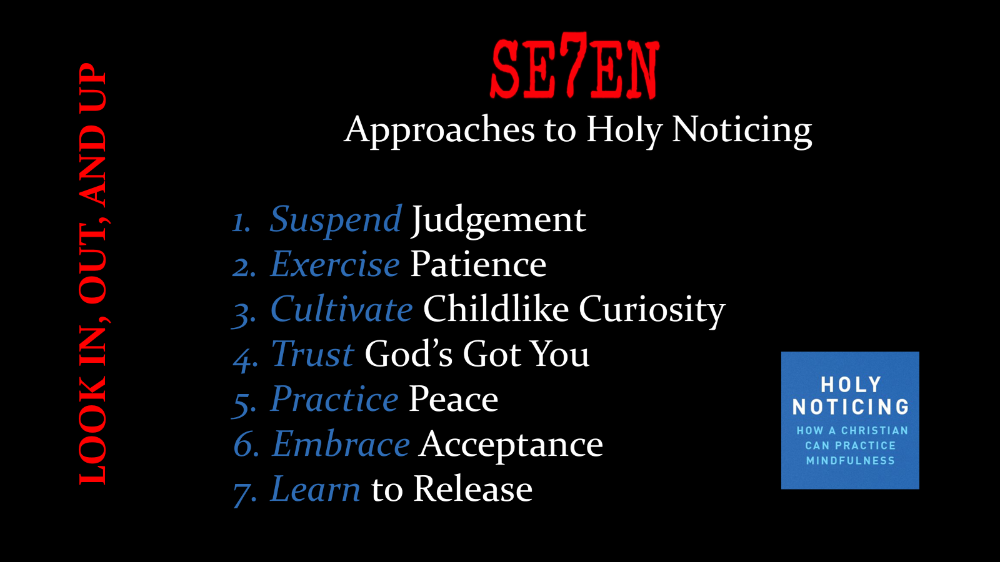 LOOK IN, OUT, AND UP
SE7EN
Approaches to Holy Noticing
1. Suspend Judgement
2. Exercise Patience
3. Cultivate Childlike Curiosity
4. Trust God’s Got You
5. Practice Peace
6. Embrace Acceptance
7. Learn to Release
HOLY
NOTICING
HOW A CHRISTIAN
CAN PRACTICE
MINDFULNESS